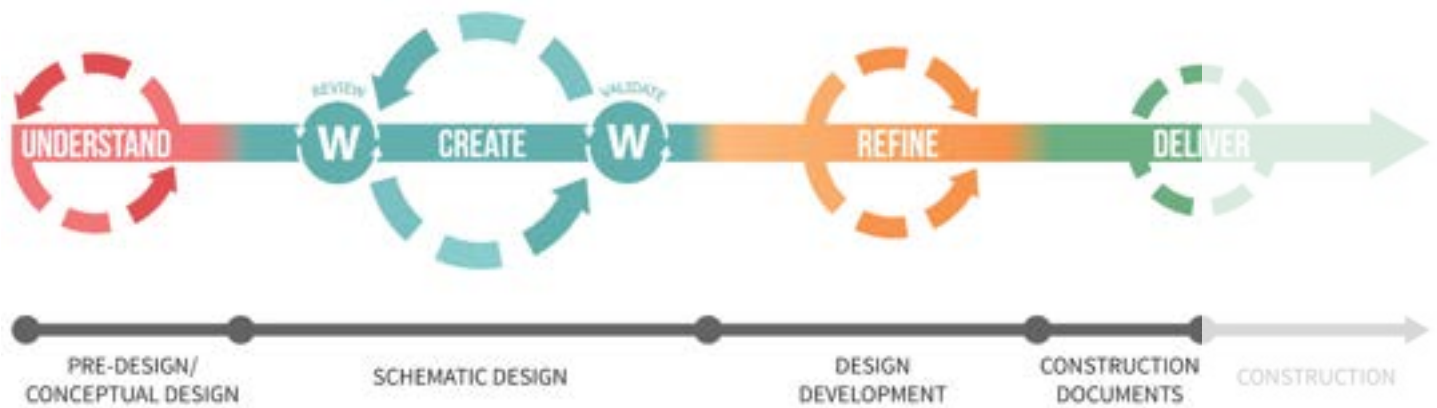 REVIEW
VALIDATE
UNDERSTAND
W
CREATE
W
REFINE
DELIVER
PRE-DESIGN/
CONCEPTUAL DESIGN
SCHEMATIC DESIGN
DESIGN
DEVELOPMENT
CONSTRUCTION
DOCUMENTS
CONSTRUCTION